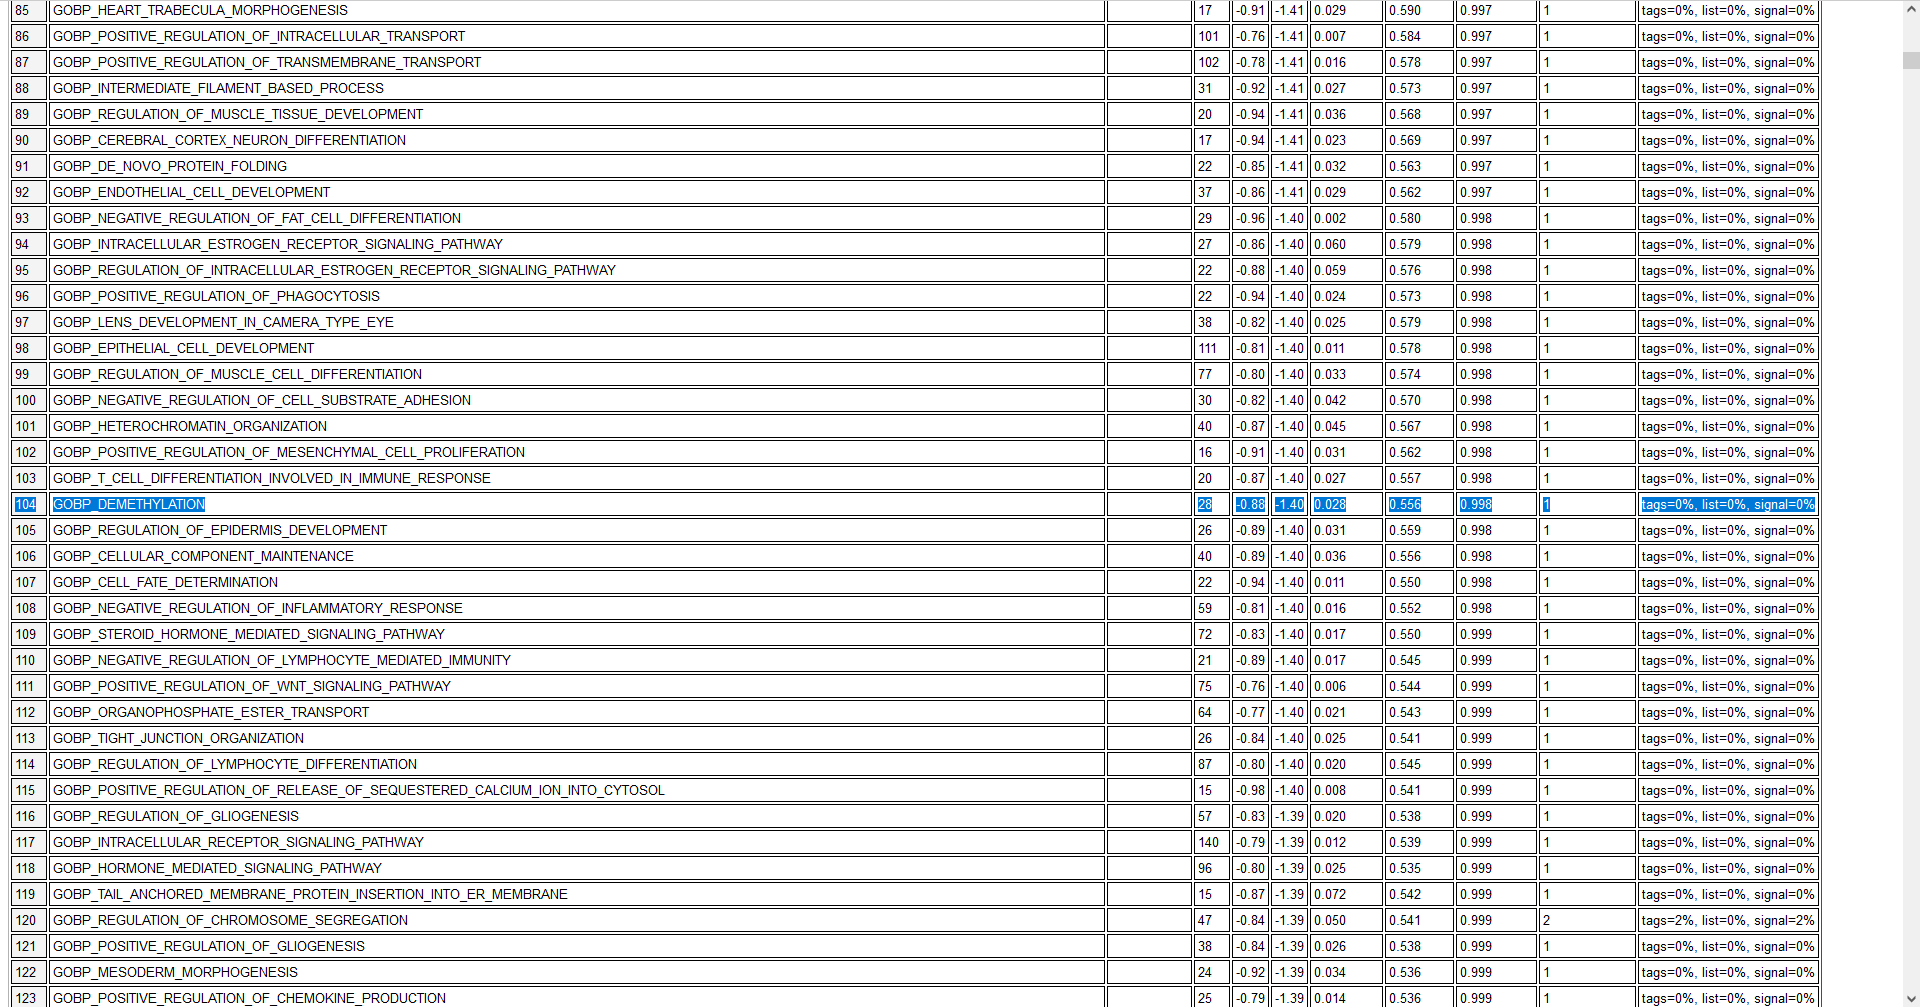 85 GOBP_HEART_TRABECULA_MORPHOGENESIS 17 -0.91 -1.41 0.029 0.590 0.997 1 tags=0%, list=0%, signal=0%
86 GOBP_POSITIVE_REGULATION_OF_INTRACELLULAR_TRANSPORT 101 -0.76 -1.41 0.007 0.584 0.997 1 tags=0%, list=0%, signal=0%
87 GOBP_POSITIVE_REGULATION_OF_TRANSMEMBRANE_TRANSPORT 102 -0.78 -1.41 0.016 0.578 0.997 1 tags=0%, list=0%, signal=0%
88 GOBP_INTERMEDIATE_FILAMENT_BASED_PROCESS 31 -0.92 -1.41 0.027 0.573 0.997 1 tags=0%, list=0%, signal=0%
89 GOBP_REGULATION_OF_MUSCLE_TISSUE_DEVELOPMENT 20 -0.94 -1.41 0.036 0.568 0.997 1 tags=0%, list=0%, signal=0%
90 GOBP_CEREBRAL_CORTEX_NEURON_DIFFERENTIATION 17 -0.94 -1.41 0.023 0.569 0.997 1 tags=0%, list=0%, signal=0%
91 GOBP_DE_NOVO_PROTEIN_FOLDING 22 -0.85 -1.41 0.032 0.563 0.997 1 tags=0%, list=0%, signal=0%
92 GOBP_ENDOTHELIAL_CELL_DEVELOPMENT 37 -0.86 -1.41 0.029 0.562 0.997 1 tags=0%, list=0%, signal=0%
93 GOBP_NEGATIVE_REGULATION_OF_FAT_CELL_DIFFERENTIATION 29 -0.96 -1.40 0.002 0.580 0.998 1 tags=0%, list=0%, signal=0%
94 GOBP_INTRACELLULAR_ESTROGEN_RECEPTOR_SIGNALING_PATHWAY 27 -0.86 -1.40 0.060 0.579 0.998 1 tags=0%, list=0%, signal=0%
95 GOBP_REGULATION_OF_INTRACELLULAR_ESTROGEN_RECEPTOR_SIGNALING_PATHWAY 22 -0.88 -1.40 0.059 0.576 0.998 1 tags=0%, list=0%, signal=0%
96 GOBP_POSITIVE_REGULATION_OF_PHAGOCYTOSIS 22 -0.94 -1.40 0.024 0.573 0.998 1 tags=0%, list=0%, signal=0%
97 GOBP_LENS_DEVELOPMENT_IN_CAMERA_TYPE_EYE 38 -0.82 -1.40 0.025 0.579 0.998 1 tags=0%, list=0%, signal=0%
98 GOBP_EPITHELIAL_CELL_DEVELOPMENT 111 -0.81 -1.40 0.011 0.578 0.998 1 tags=0%, list=0%, signal=0%
99 GOBP_REGULATION_OF_MUSCLE_CELL_DIFFERENTIATION 77 -0.80 -1.40 0.033 0.574 0.998 1 tags=0%, list=0%, signal=0%
100 GOBP_NEGATIVE_REGULATION_OF_CELL_SUBSTRATE_ADHESION 30 -0.82 -1.40 0.042 0.570 0.998 1 tags=0%, list=0%, signal=0%
101 GOBP_HETEROCHROMATIN_ORGANIZATION 40 -0.87 -1.40 0.045 0.567 0.998 1 tags=0%, list=0%, signal=0%
102 GOBP_POSITIVE_REGULATION_OF_MESENCHYMAL_CELL_PROLIFERATION 16 -0.91 -1.40 0.031 0.562 0.998 1 tags=0%, list=0%, signal=0%
103 GOBP_T_CELL_DIFFERENTIATION_INVOLVED_IN_IMMUNE_RESPONSE 20 -0.87 -1.40 0.027 0.557 0.998 1 tags=0%, list=0%, signal=0%
104 GOBP_DEMETHYLATION 28 -0.88 -1.40 0.028 0.556 0.998 1 tags=0%, list=0%, signal=0%
105 GOBP_REGULATION_OF_EPIDERMIS_DEVELOPMENT 26 -0.89 -1.40 0.031 0.559 0.998 1 tags=0%, list=0%, signal=0%
106 GOBP_CELLULAR_COMPONENT_MAINTENANCE 40 -0.89 -1.40 0.036 0.556 0.998 1 tags=0%, list=0%, signal=0%
107 GOBP_CELL_FATE_DETERMINATION 22 -0.94 -1.40 0.011 0.550 0.998 1 tags=0%, list=0%, signal=0%
108 GOBP_NEGATIVE_REGULATION_OF_INFLAMMATORY_RESPONSE 59 -0.81 -1.40 0.016 0.552 0.998 1 tags=0%, list=0%, signal=0%
109 GOBP_STEROID_HORMONE_MEDIATED_SIGNALING_PATHWAY 72 -0.83 -1.40 0.017 0.550 0.999 1 tags=0%, list=0%, signal=0%
110 GOBP_NEGATIVE_REGULATION_OF_LYMPHOCYTE_MEDIATED_IMMUNITY 21 -0.89 -1.40 0.017 0.545 0.999 1 tags=0%, list=0%, signal=0%
111 GOBP_POSITIVE_REGULATION_OF_WNT_SIGNALING_PATHWAY 75 -0.76 -1.40 0.006 0.544 0.999 1 tags=0%, list=0%, signal=0%
112 GOBP_ORGANOPHOSPHATE_ESTER_TRANSPORT 64 -0.77 -1.40 0.021 0.543 0.999 1 tags=0%, list=0%, signal=0%
113 GOBP_TIGHT_JUNCTION_ORGANIZATION 26 -0.84 -1.40 0.025 0.541 0.999 1 tags=0%, list=0%, signal=0%
114 GOBP_REGULATION_OF_LYMPHOCYTE_DIFFERENTIATION 87 -0.80 -1.40 0.020 0.545 0.999 1 tags=0%, list=0%, signal=0%
115 GOBP_POSITIVE_REGULATION_OF_RELEASE_OF_SEQUESTERED_CALCIUM_ION_INTO_CYTOSOL 15 -0.98 -1.40 0.008 0.541 0.999 1 tags=0%, list=0%, signal=0%
116 GOBP_REGULATION_OF_GLIOGENESIS 57 -0.83 -1.39 0.020 0.538 0.999 1 tags=0%, list=0%, signal=0%
117 GOBP_INTRACELLULAR_RECEPTOR_SIGNALING_PATHWAY 140 -0.79 -1.39 0.012 0.539 0.999 1 tags=0%, list=0%, signal=0%
118 GOBP_HORMONE_MEDIATED_SIGNALING_PATHWAY 96 -0.80 -1.39 0.025 0.535 0.999 1 tags=0%, list=0%, signal=0%
119 GOBP_TAIL_ANCHORED_MEMBRANE_PROTEIN_INSERTION_INTO_ER_MEMBRANE 15 -0.87 -1.39 0.072 0.542 0.999 1 tags=0%, list=0%, signal=0%
120 GOBP_REGULATION_OF_CHROMOSOME_SEGREGATION 47 -0.84 -1.39 0.050 0.541 0.999 2 tags=2%, list=0%, signal=2%
121 GOBP_POSITIVE_REGULATION_OF_GLIOGENESIS 38 -0.84 -1.39 0.026 0.538 0.999 1 tags=0%, list=0%, signal=0%
122 GOBP_MESODERM_MORPHOGENESIS 24 -0.92 -1.39 0.034 0.536 0.999 1 tags=0%, list=0%, signal=0%
123 GOBP_POSITIVE_REGULATION_OF_CHEMOKINE_PRODUCTION 25 -0.79 -1.39 0.014 0.536 0.999 1 tags=0%, list=0%, signal=0%